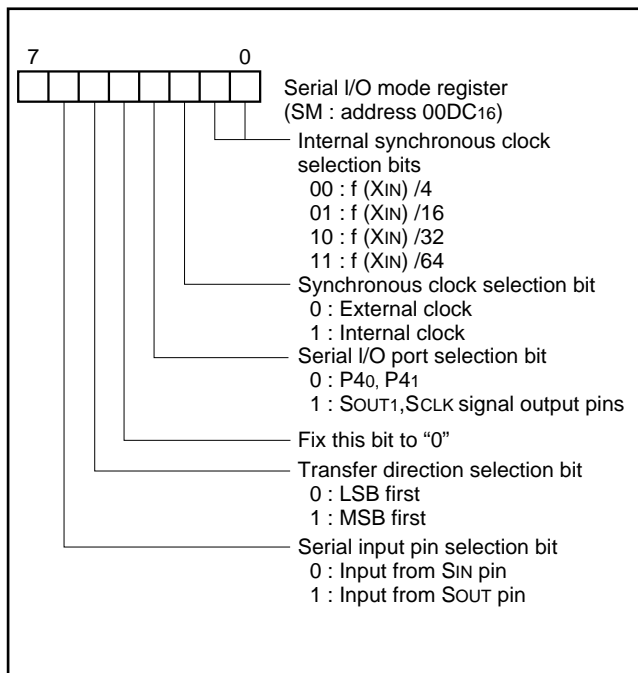 7 0
Serial I/O mode register
(SM : address 00DC16)
Internal synchronous clock
selection bits
00 : f (XIN) /4
01 : f (XIN) /16
10 : f (XIN) /32
11 : f (XIN) /64
Synchronous clock selection bit
0 : External clock
1 : Internal clock
Serial I/O port selection bit
0 : P40, P41
1 : SOUT1,SCLK signal output pins
Fix this bit to “0”
Transfer direction selection bit
0 : LSB first
1 : MSB first
Serial input pin selection bit
0 : Input from SIN pin
1 : Input from SOUT pin